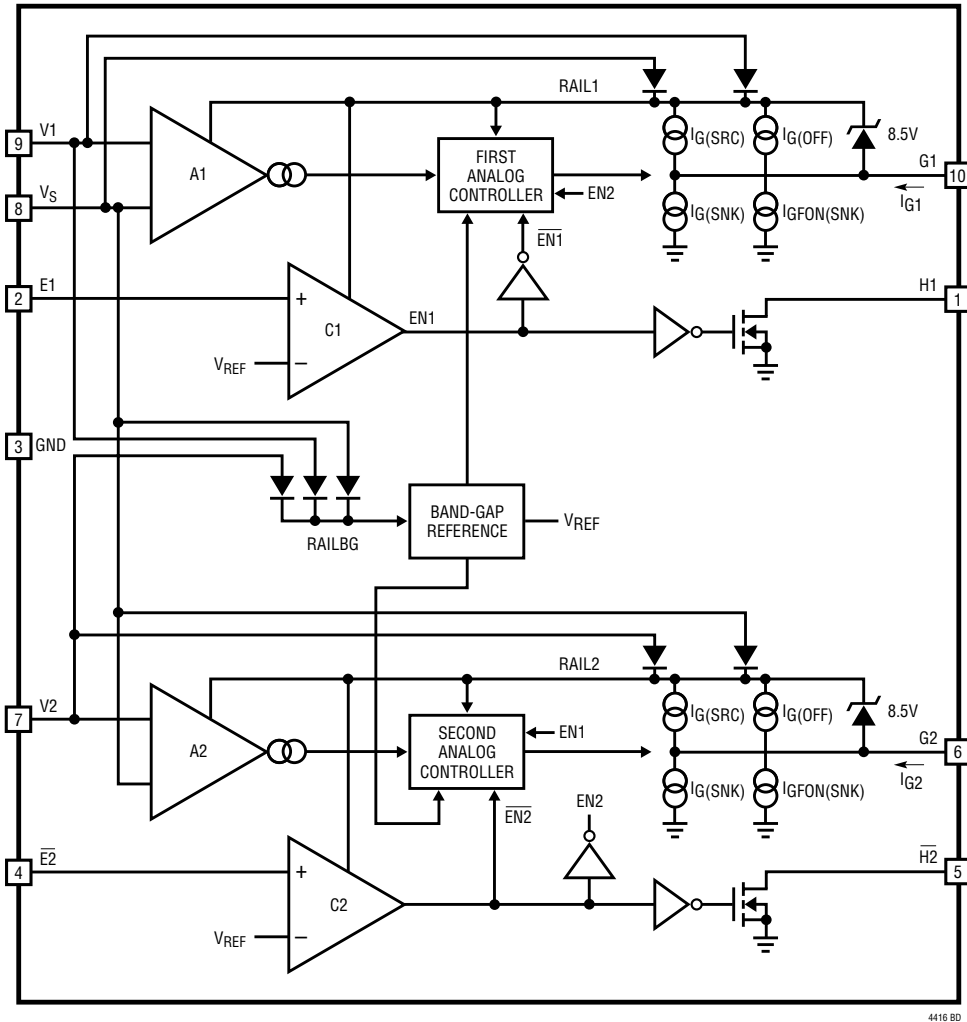 RAIL1
9 V1
8 VS
A1
FIRST
ANALOG
CONTROLLER
EN2
EN1
IG(SRC)
IG(OFF)
8.5V
G1
10
IG1
IG(SNK)
IGFON(SNK)
2 E1
+
C1
EN1
VREF
−
H1
1
3 GND
RAILBG
BAND-GAP
REFERENCE
VREF
RAIL2
7 V2
A2
SECOND
ANALOG
CONTROLLER
EN1
EN2
IG(SRC)
IG(OFF)
8.5V
G2
6
IG2
IG(SNK)
IGFON(SNK)
EN2
4 E2
+
C2
VREF
−
H2
5
4416 BD